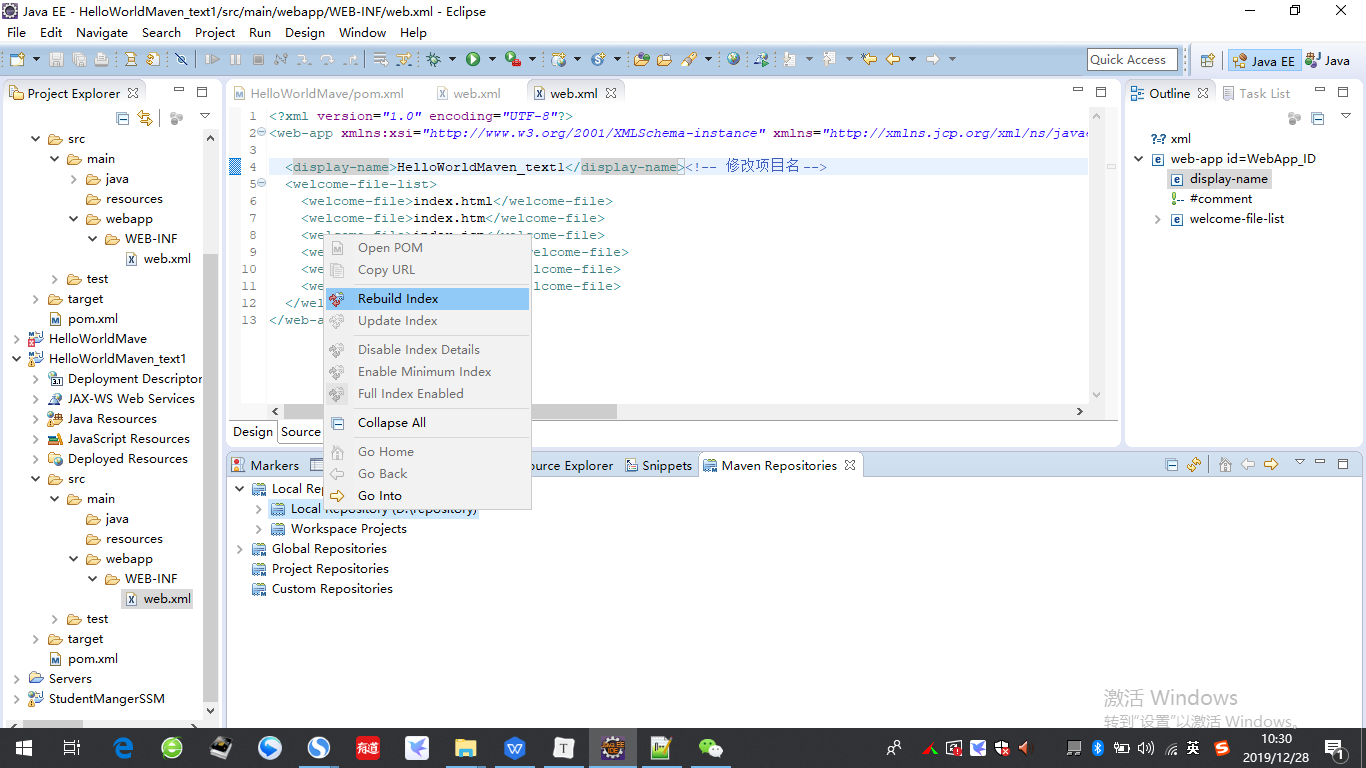 Java EE - HelloWorldMaven_text1/src/main/webapp/WEB-INF/web.xml - Eclipse
File Edit Navigate Search Project Run Design Window Help
Quick Access
Java EE
Java
Project Explorer
src
main
java
resources
webapp
WEB-INF
web.xml
test
target
pom.xml
HelloWorldMave
HelloWorldMaven_text1
Deployment Descriptor
JAX-WS Web Services
Java Resources
JavaScript Resources
Deployed Resources
src
main
java
resources
webapp
WEB-INF
web.xml
test
target
pom.xml
Servers
StudentMangerSSM
HelloWorldMave/pom.xml web.xml web.xml
1 <?xml version="1.0" encoding="UTF-8"?>
2 <web-app xmlns:xsi="http://www.w3.org/2001/XMLSchema-instance" xmlns="http://xmlns.jcp.org/xml/ns/javae
3
4 <display-name>HelloWorldMaven_text1</display-name><!-- 修改项目名 -->
5 <welcome-file-list>
6 <welcome-file>index.html</welcome-file>
7 <welcome-file>index.htm</welcome-file>
8 <welcome-file>index.jsp</welcome-file>
9 <we elcome-file>
10 <we lcome-file>
11 <we lcome-file>
12 </wel
13 </web-a
Open POM
Copy URL
Rebuild Index
Update Index
Disable Index Details
Enable Minimum Index
Full Index Enabled
Collapse All
Go Home
Go Back
Go Into
Design Source
Outline Task List
xml
web-app id=WebApp_ID
display-name
#comment
welcome-file-list
Markers ource Explorer Snippets Maven Repositories
Local Rep
Local Repository (D:\repository)
Workspace Projects
Global Repositories
Project Repositories
Custom Repositories
激活 Windows
转到"设置"以激活 Windows。
有道
W
T
JAVA EE
IDE
英
S
10:30
2019/12/28
1